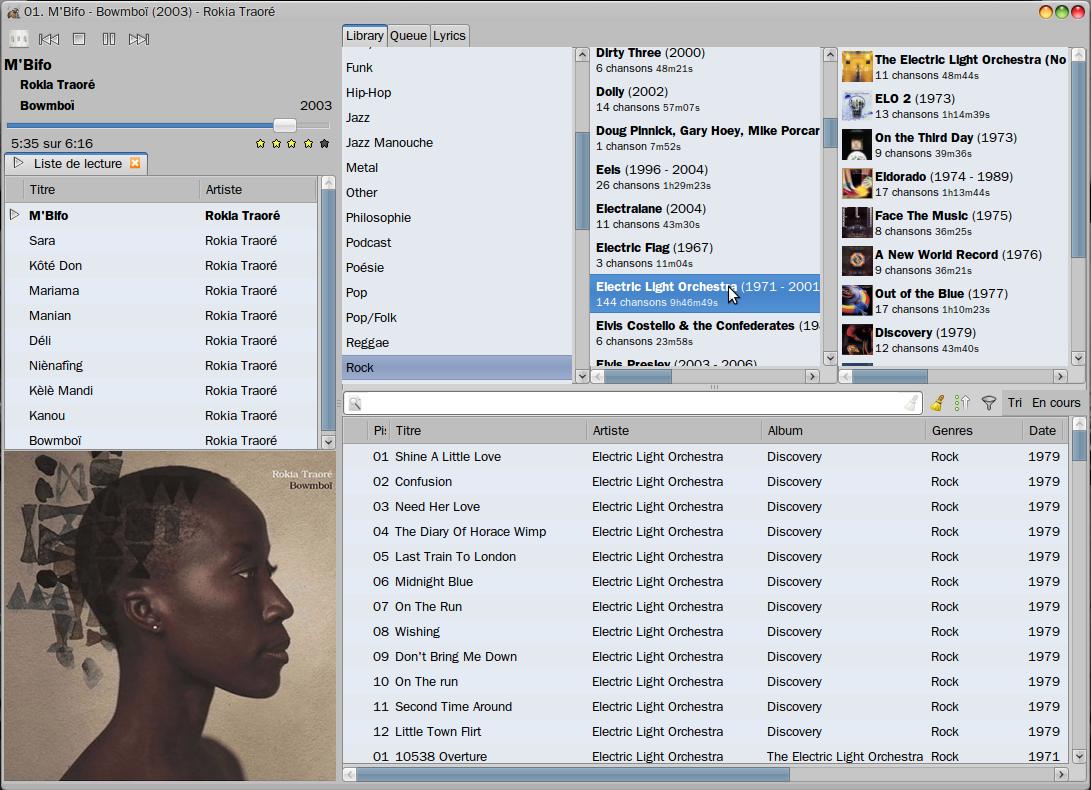 01. M'Bifo - Bowmboï (2003) - Rokia Traoré
M'Bifo
Rokia Traoré
Bowmboï 2003
5:35 sur 6:16
Liste de lecture
Titre Artiste
M'Bifo Rokia Traoré
Sara Rokia Traoré
Kôté Don Rokia Traoré
Mariama Rokia Traoré
Manian Rokia Traoré
Déli Rokia Traoré
Niènafing Rokia Traoré
Kèlè Mandi Rokia Traoré
Kanou Rokia Traoré
Bowmboï Rokia Traoré
Rokia Traoré
Bowmboï
Library Queue Lyrics
Funk
Hip-Hop
Jazz
Jazz Manouche
Metal
Other
Philosophie
Podcast
Poésie
Pop
Pop/Folk
Reggae
Rock
Dirty Three (2000)
6 chansons 48m21s
Dolly (2002)
14 chansons 57m07s
Doug Pinnick, Gary Hoey, Mike Porcar
1 chanson 7m52s
Eels (1996 - 2004)
26 chansons 1h29m23s
Electralane (2004)
11 chansons 43m30s
Electric Flag (1967)
3 chansons 11m04s
Electric Light Orchestra (1971 - 2001
144 chansons 9h46m49s
Elvis Costello & the Confederates (19
6 chansons 23m58s
Elvis Presley (2003 - 2006)
The Electric Light Orchestra (No
11 chansons 48m44s
ELO 2 (1973)
13 chansons 1h14m39s
On the Third Day (1973)
9 chansons 39m36s
Eldorado (1974 - 1989)
17 chansons 1h13m44s
Face The Music (1975)
8 chansons 36m25s
A New World Record (1976)
9 chansons 36m21s
Out of the Blue (1977)
17 chansons 1h10m23s
Discovery (1979)
12 chansons 43m40s
Tri En cours
Pis Titre Artiste Album Genres Date
01 Shine A Little Love Electric Light Orchestra Discovery Rock 1979
02 Confusion Electric Light Orchestra Discovery Rock 1979
03 Need Her Love Electric Light Orchestra Discovery Rock 1979
04 The Diary Of Horace Wimp Electric Light Orchestra Discovery Rock 1979
05 Last Train To London Electric Light Orchestra Discovery Rock 1979
06 Midnight Blue Electric Light Orchestra Discovery Rock 1979
07 On The Run Electric Light Orchestra Discovery Rock 1979
08 Wishing Electric Light Orchestra Discovery Rock 1979
09 Don't Bring Me Down Electric Light Orchestra Discovery Rock 1979
10 On The run Electric Light Orchestra Discovery Rock 1979
11 Second Time Around Electric Light Orchestra Discovery Rock 1979
12 Little Town Flirt Electric Light Orchestra Discovery Rock 1979
01 10538 Overture Electric Light Orchestra The Electric Light Orchestra Rock 1971